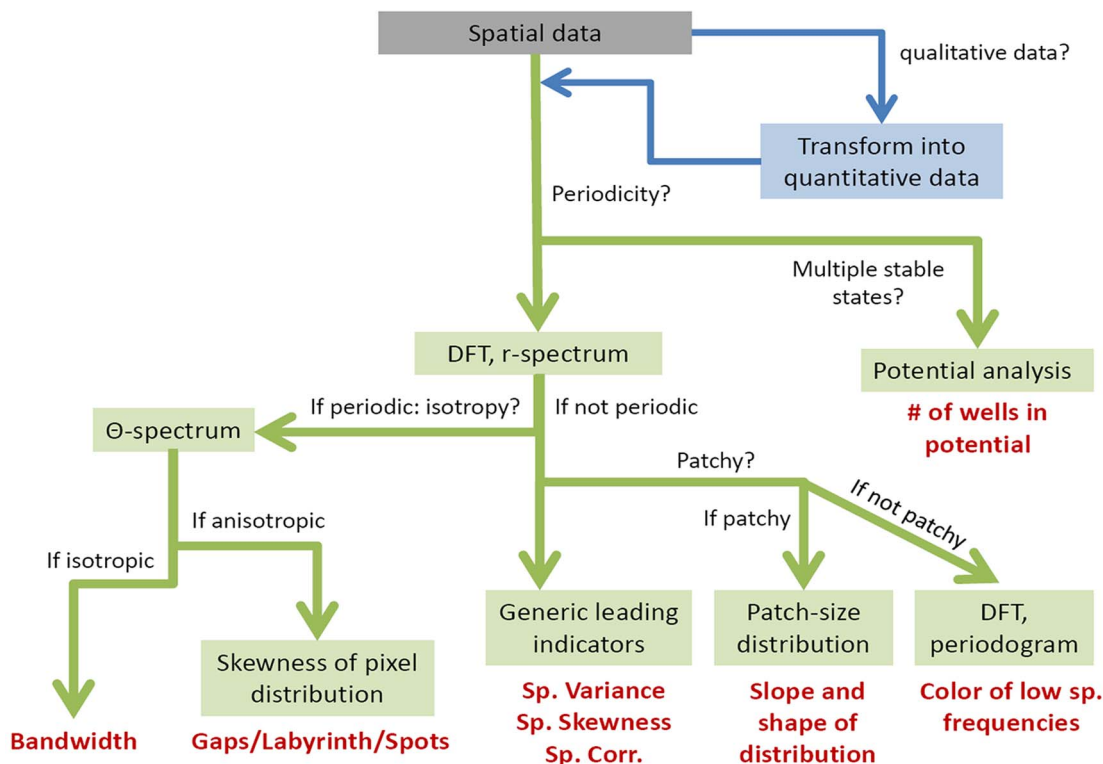 Spatial data
qualitative data?
Transform into
quantitative data
Periodicity?
Multiple stable
states?
DFT, r-spectrum
Potential analysis
# of wells in
potential
If periodic: isotropy?
If not periodic
Θ-spectrum
Patchy?
If not patchy
If anisotropic
If patchy
If isotropic
Generic leading
indicators
Patch-size
distribution
DFT,
periodogram
Skewness of pixel
distribution
Sp. Variance
Sp. Skewness
Sp. Corr.
Slope and
shape of
distribution
Color of low sp.
frequencies
Bandwidth
Gaps/Labyrinth/Spots